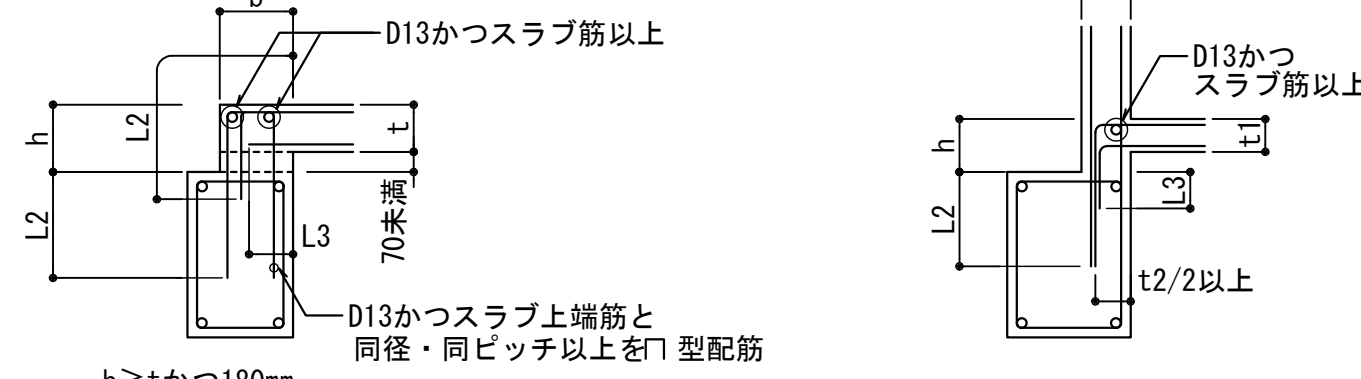 b
D13かつスラブ筋以上
L2
h
t
L2
70未満
L3
D13かつスラブ上端筋と
同径・同ピッチ以上を冂型配筋
D13かつ
スラブ筋以上
h
t1
L3
L2
t2/2以上